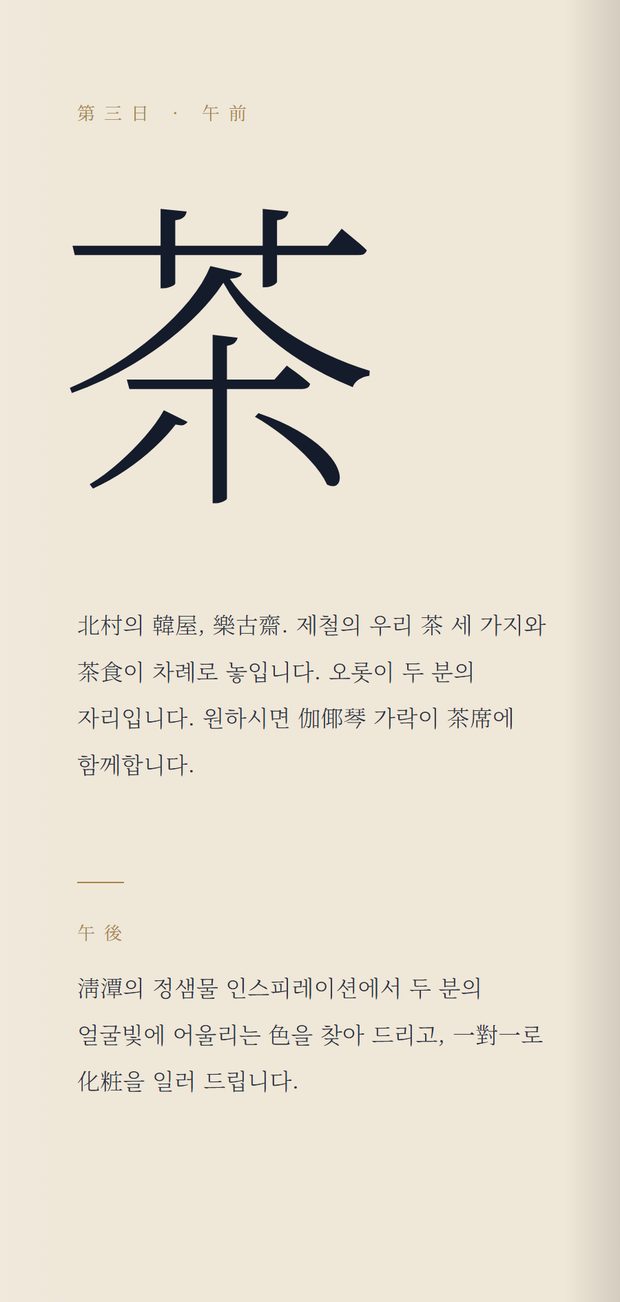 第三日 · 午前
茶
北村의 韓屋, 樂古齋. 제철의 우리 茶 세 가지와
茶食이 차례로 놓입니다. 오롯이 두 분의
자리입니다. 원하시면 伽倻琴 가락이 茶席에
함께합니다.
午後
淸潭의 정샘물 인스피레이션에서 두 분의
얼굴빛에 어울리는 色을 찾아 드리고, 一對一로
化粧을 일러 드립니다.